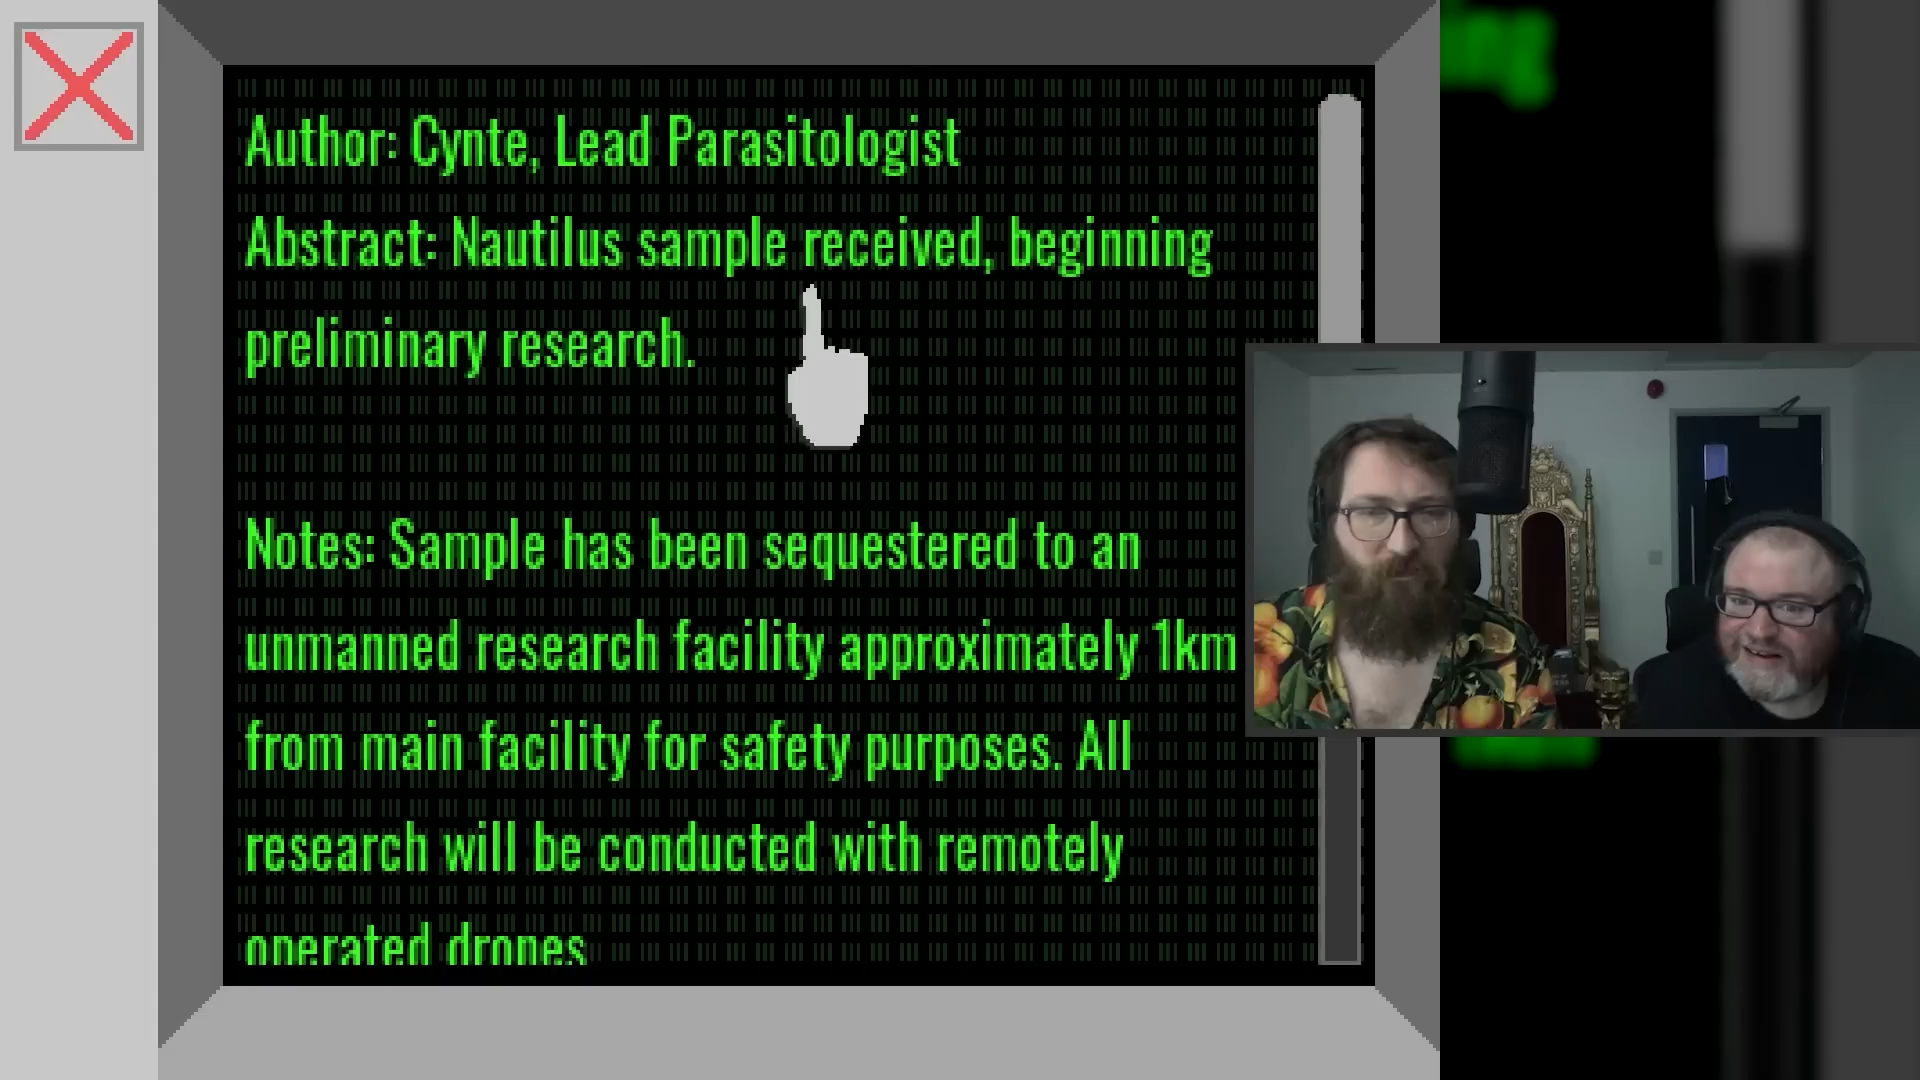 Author: Cynte, Lead Parasitologist
Abstract: Nautilus sample received, beginning
preliminary research.
Notes: Sample has been sequestered to an
unmanned research facility approximately 1km
from main facility for safety purposes. All
research will be conducted with remotely
operated drones